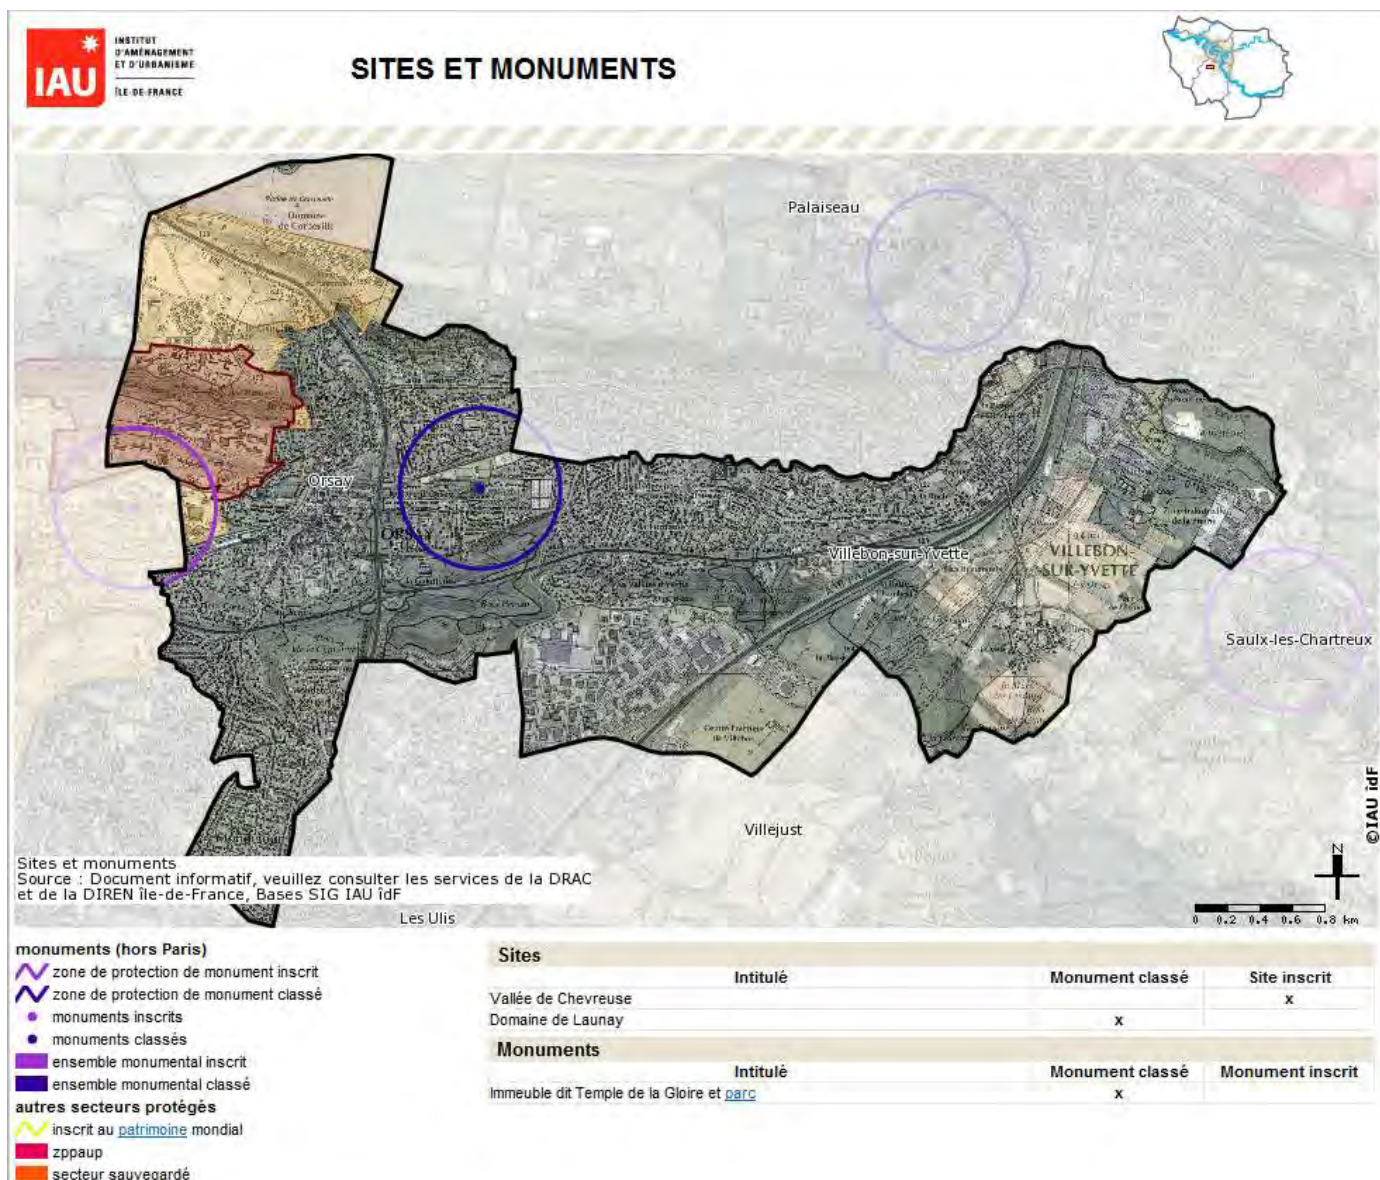 INSTITUT
D'AMÉNAGEMENT
ET D'URBANISME
IAU
ÎLE-DE-FRANCE
SITES ET MONUMENTS
Palaiseau
Domaine
de Corbeville
Orsay
Villebon-sur-Yvette
VILLEBON-
SUR-YVETTE
Saulx-les-Chartreux
de Villebon
Villejust
Les Ulis
©IAU îdF
N
0 0.2 0.4 0.6 0.8 km
Sites et monuments
Source : Document informatif, veuillez consulter les services de la DRAC
et de la DIREN île-de-France, Bases SIG IAU îdF
monuments (hors Paris)
zone de protection de monument inscrit
zone de protection de monument classé
monuments inscrits
monuments classés
ensemble monumental inscrit
ensemble monumental classé
autres secteurs protégés
inscrit au patrimoine mondial
zppaup
secteur sauvegardé
Sites
Intitulé Monument classé Site inscrit
Vallée de Chevreuse x
Domaine de Launay x
Monuments
Intitulé Monument classé Monument inscrit
Immeuble dit Temple de la Gloire et parc x